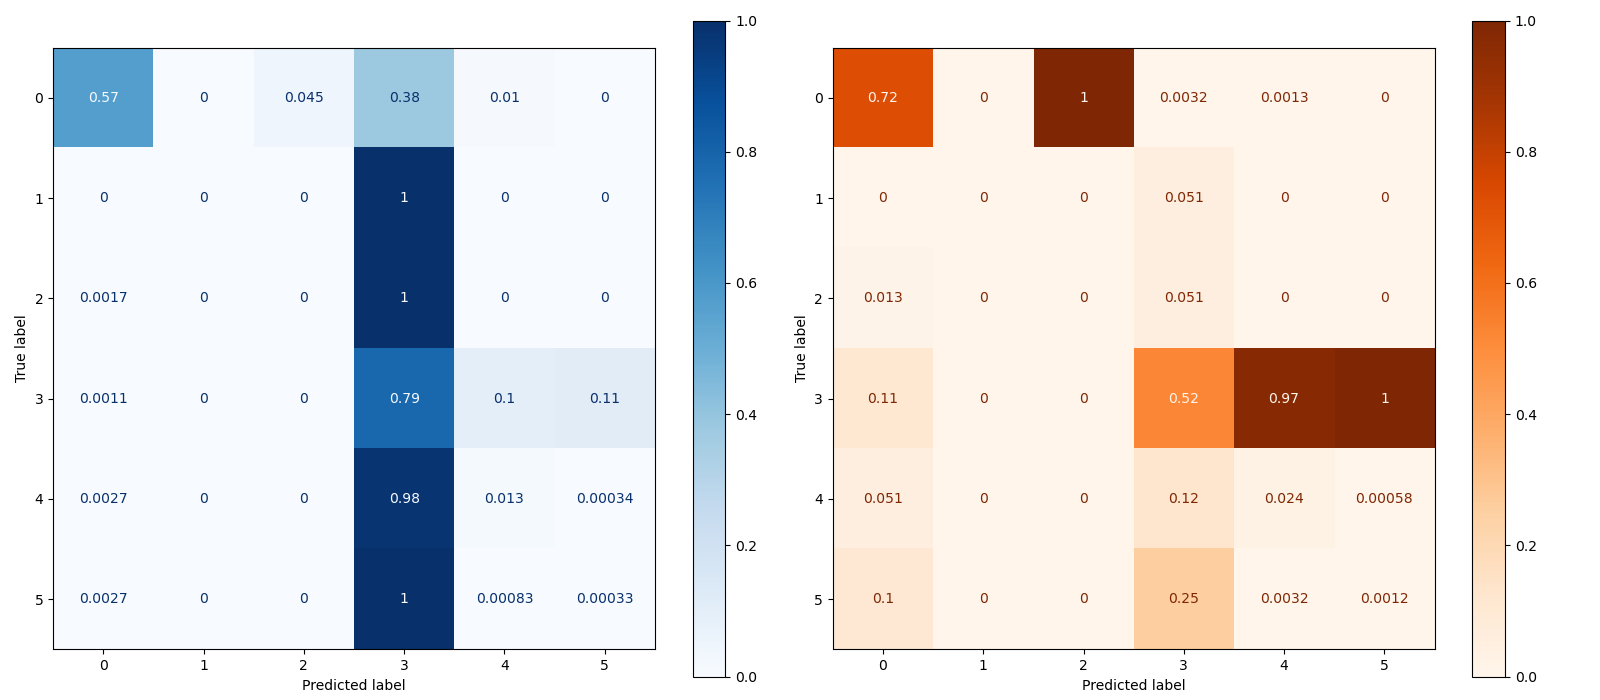 1.0
0 0.57 0 0.045 0.38 0.01 0
0.8
1 0 0 0 1 0 0
2 0.0017 0 0 1 0 0
0.6
True label
3 0.0011 0 0 0.79 0.1 0.11
0.4
4 0.0027 0 0 0.98 0.013 0.00034
0.2
5 0.0027 0 0 1 0.00083 0.00033
0 1 2 3 4 5
0.0
Predicted label
1.0
0 0.72 0 1 0.0032 0.0013 0
0.8
1 0 0 0 0.051 0 0
2 0.013 0 0 0.051 0 0
0.6
True label
3 0.11 0 0 0.52 0.97 1
0.4
4 0.051 0 0 0.12 0.024 0.00058
0.2
5 0.1 0 0 0.25 0.0032 0.0012
0 1 2 3 4 5
0.0
Predicted label